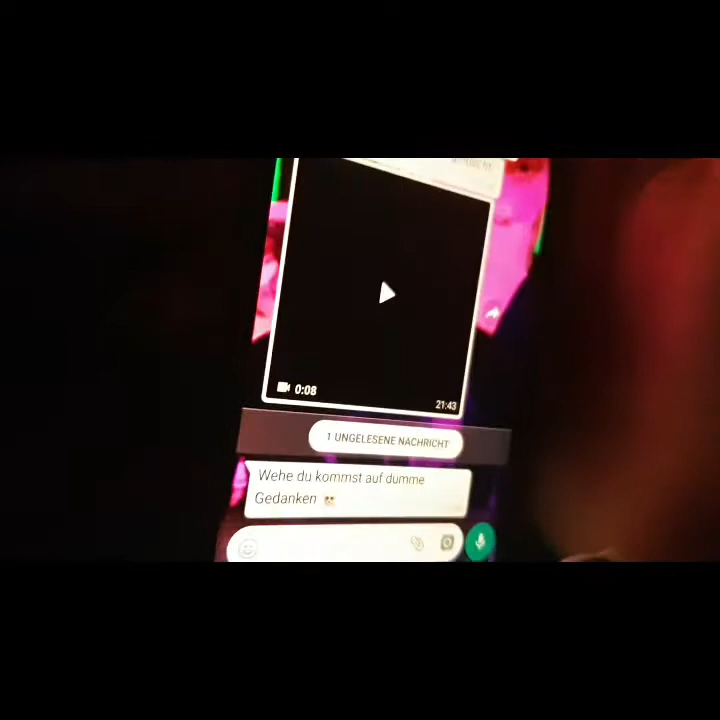 0:08
21:43
1 UNGELESENE NACHRICHT
Wehe du kommst auf dumme
Gedanken